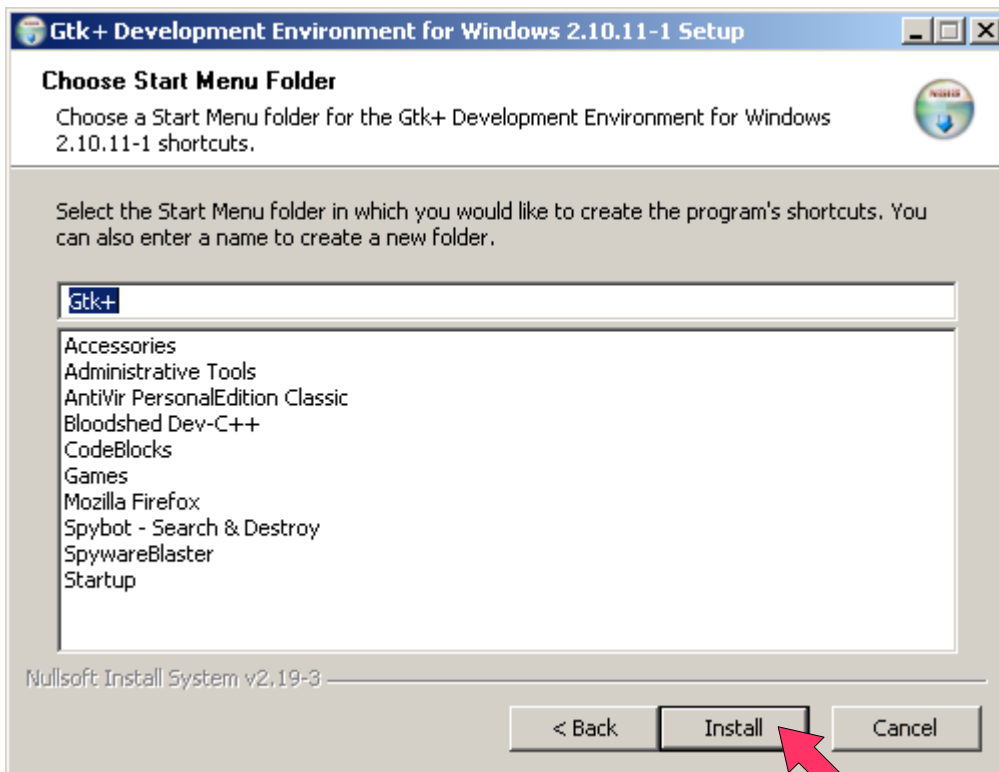 Gtk+ Development Environment for Windows 2.10.11-1 Setup
Choose Start Menu Folder
Choose a Start Menu folder for the Gtk+ Development Environment for Windows
2.10.11-1 shortcuts.
Select the Start Menu folder in which you would like to create the program's shortcuts. You
can also enter a name to create a new folder.
Gtk+
Accessories
Administrative Tools
AntiVir PersonalEdition Classic
Bloodshed Dev-C++
CodeBlocks
Games
Mozilla Firefox
Spybot - Search & Destroy
SpywareBlaster
Startup
Nullsoft Install System v2.19-3
< Back
Install
Cancel